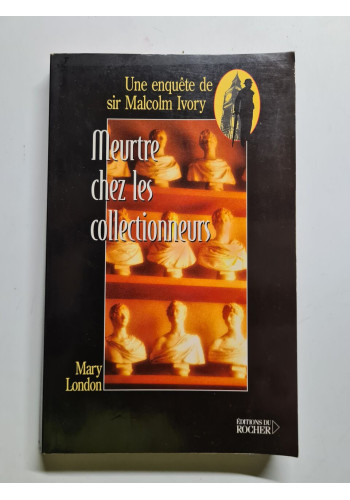 Une enquête de
sir Malcolm Ivory
Meurtre
chez les
collectionneurs
Mary
London
ÉDITIONS DU
ROCHER